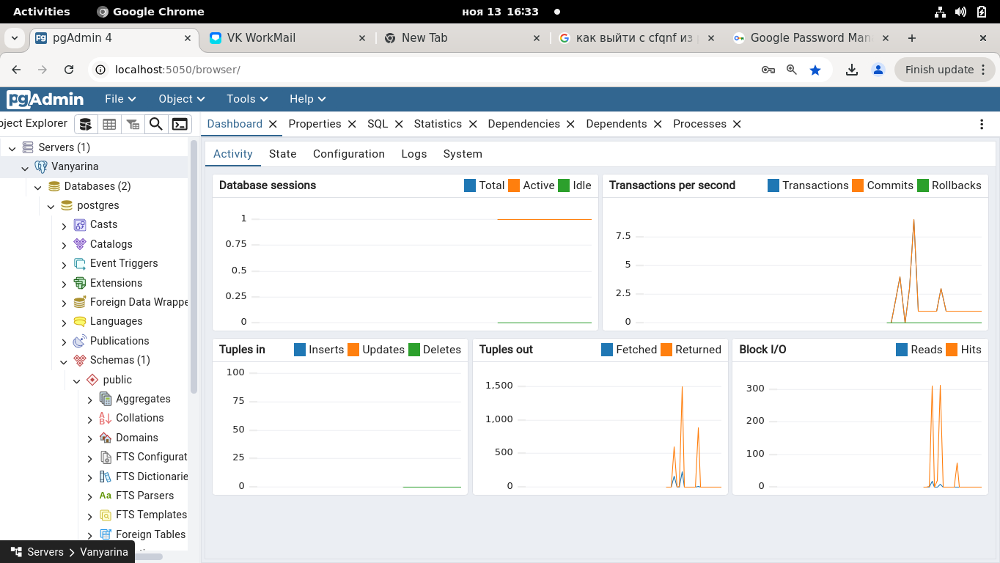 Activities Google Chrome ноя 13 16:33
pgAdmin 4 VK WorkMail New Tab как выйти с cfqnf из Google Password Man
localhost:5050/browser/ Finish update
pgAdmin File Object Tools Help
bject Explorer Dashboard Properties SQL Statistics Dependencies Dependents Processes
Servers (1)
Vanyarina
Databases (2)
postgres
Casts
Catalogs
Event Triggers
Extensions
Foreign Data Wrappe
Languages
Publications
Schemas (1)
public
Aggregates
Collations
Domains
FTS Configurat
FTS Dictionarie
Aa FTS Parsers
FTS Templates
Foreign Tables
Servers Vanyarina
Activity State Configuration Logs System
Database sessions Total Active Idle
1
0.75
0.5
0.25
0
Transactions per second Transactions Commits Rollbacks
7.5
5
2.5
0
Tuples in Inserts Updates Deletes
100
75
50
25
0
Tuples out Fetched Returned
1,500
1,000
500
0
Block I/O Reads Hits
300
200
100
0